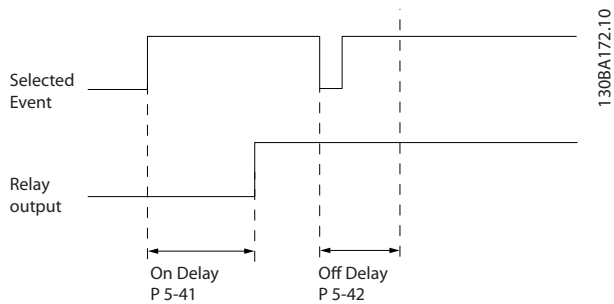 130BA172.10
Selected
Event
Relay
output
On Delay
P 5-41
Off Delay
P 5-42